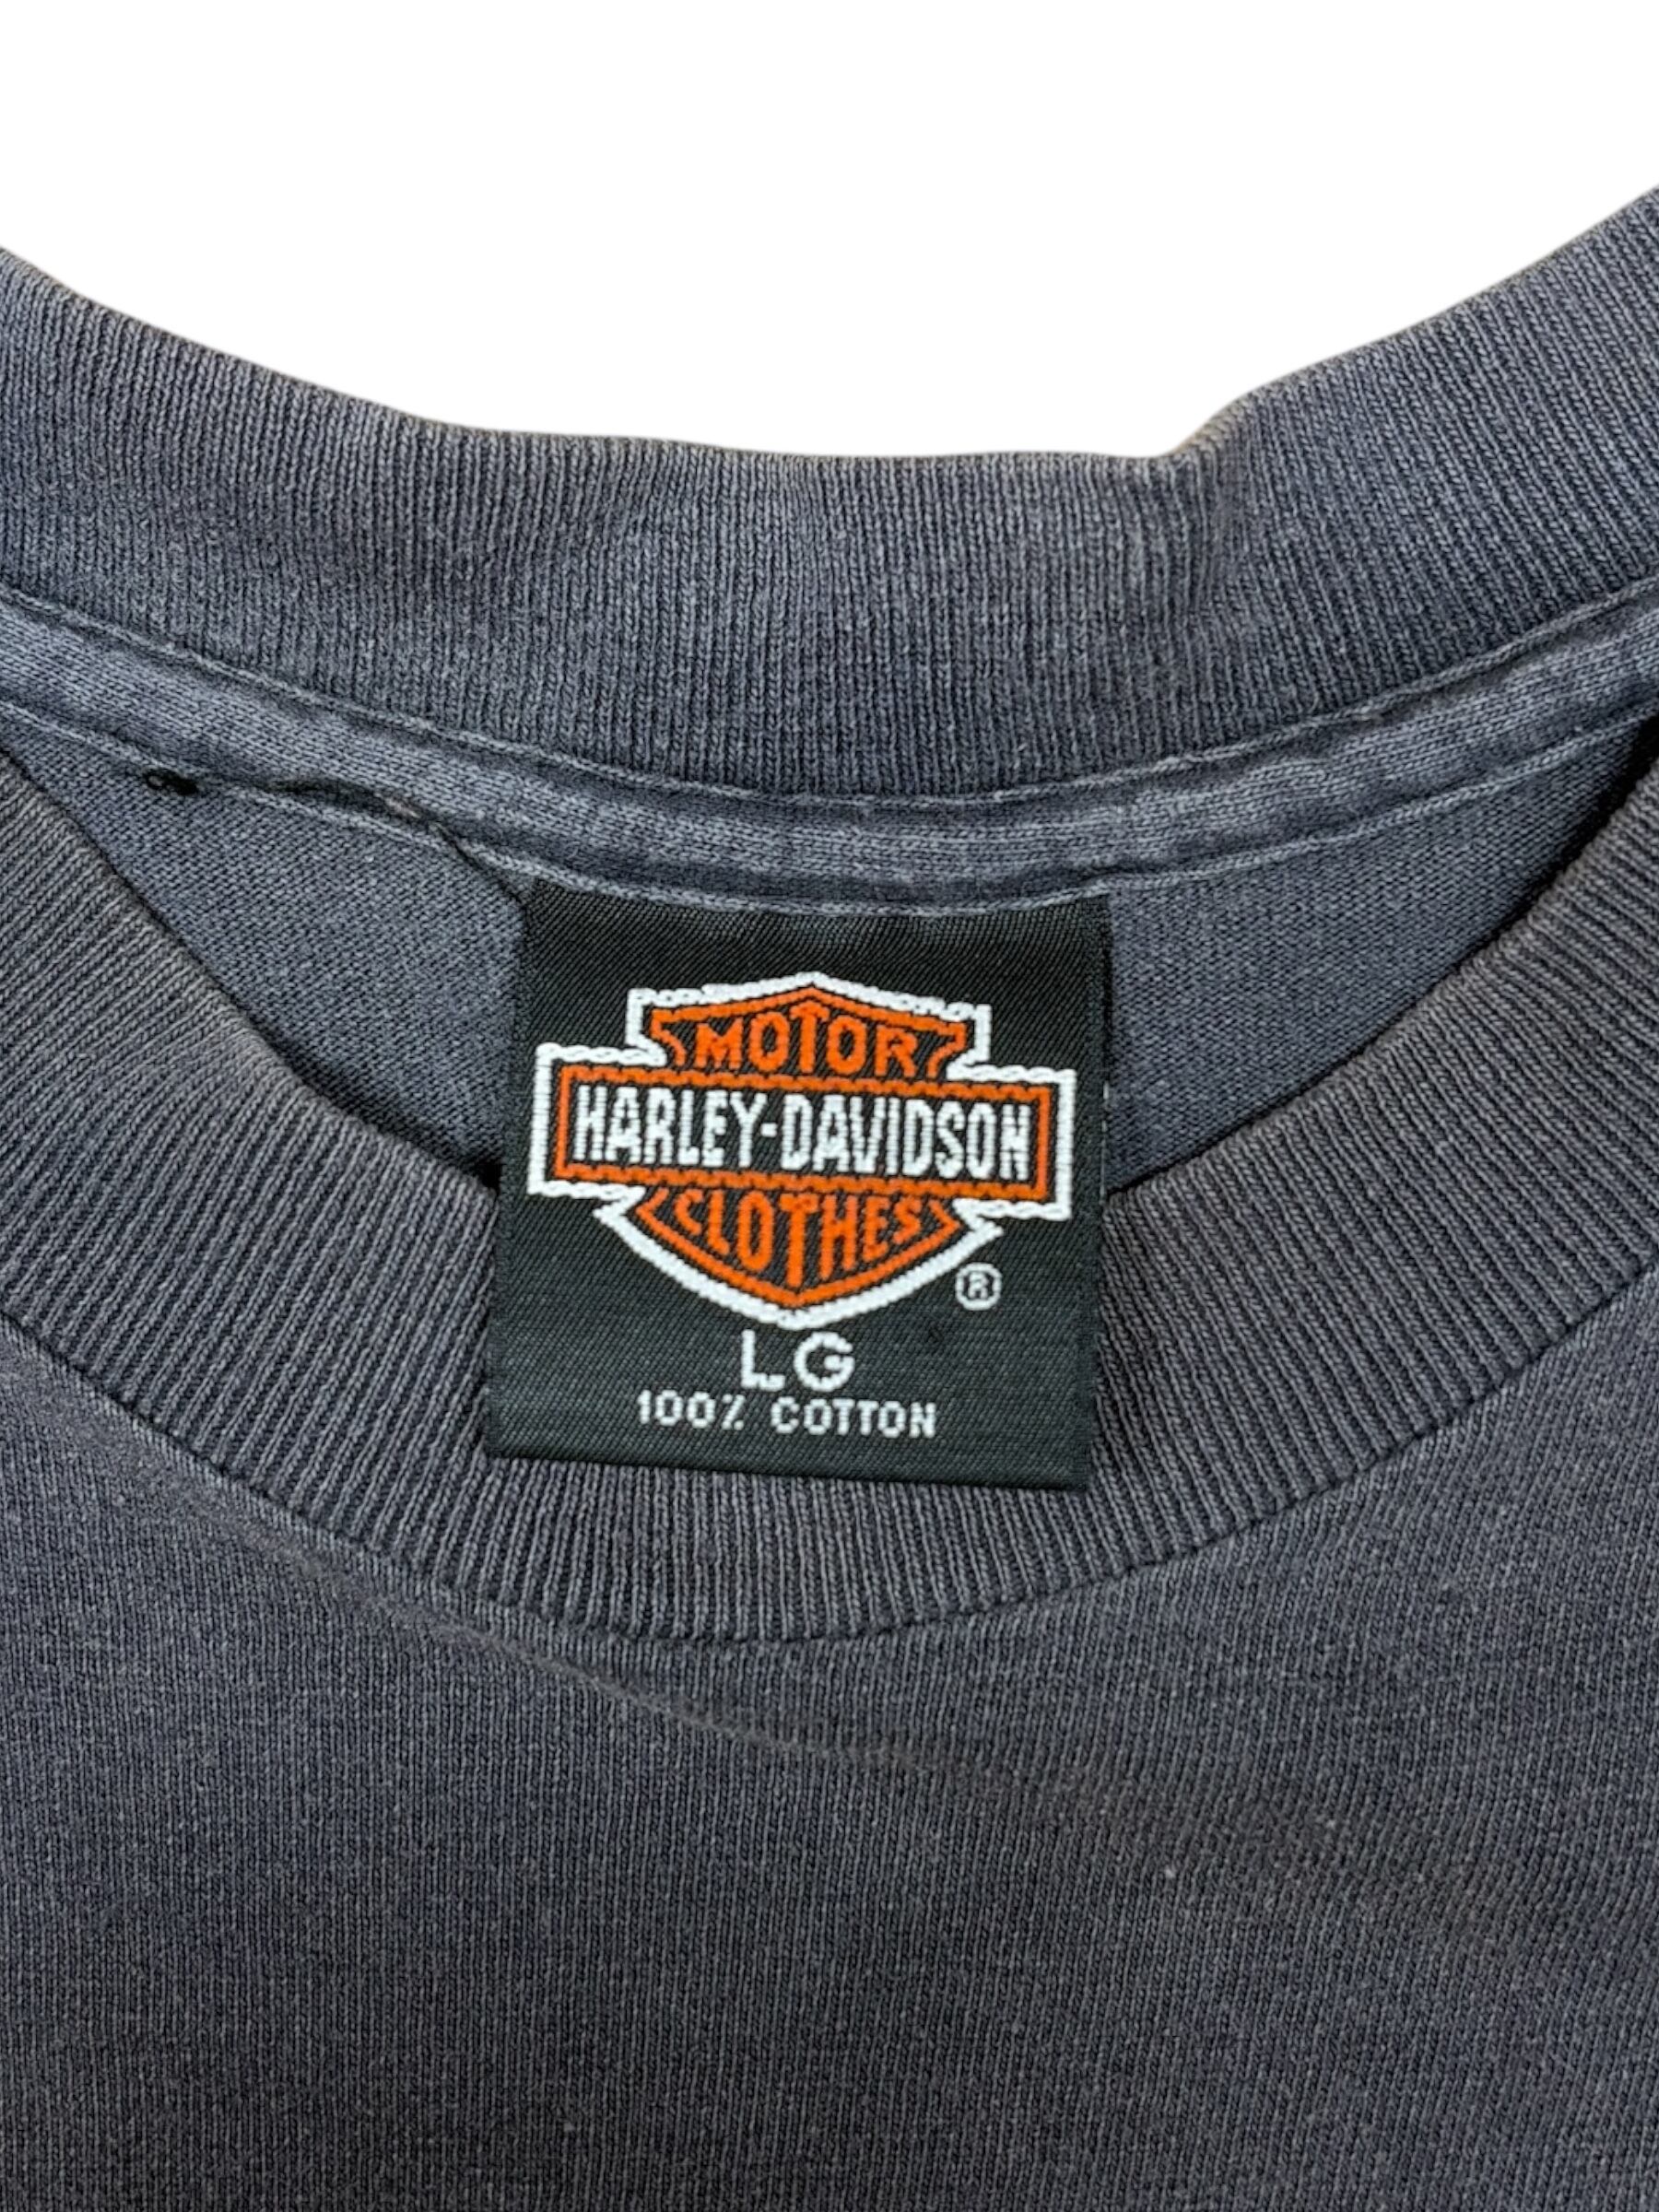 MOTOR
HARLEY-DAVIDSON
CLOTHES
®
LG
100% COTTON